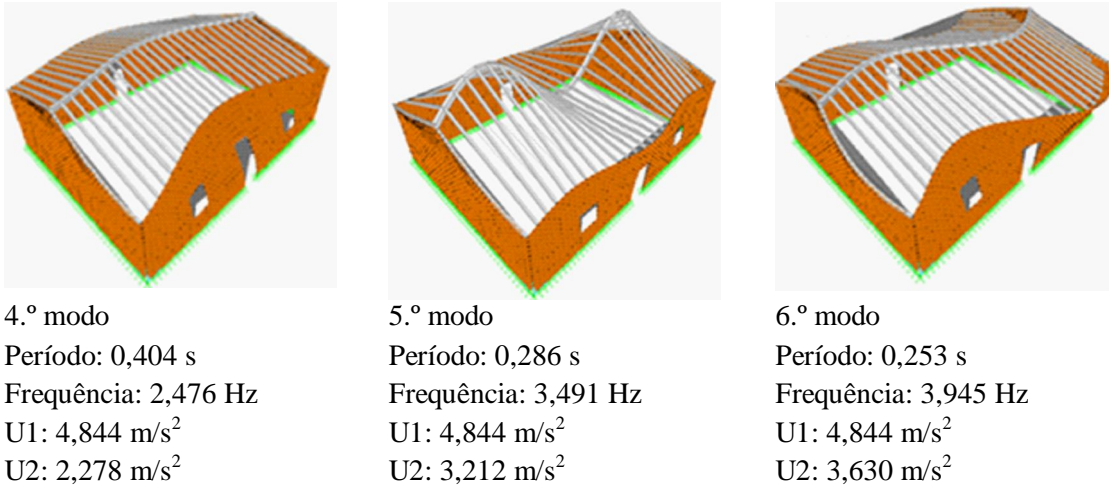 4.º modo
Período: 0,404 s
Frequência: 2,476 Hz
U1: 4,844 m/s²
U2: 2,278 m/s²
5.º modo
Período: 0,286 s
Frequência: 3,491 Hz
U1: 4,844 m/s²
U2: 3,212 m/s²
6.º modo
Período: 0,253 s
Frequência: 3,945 Hz
U1: 4,844 m/s²
U2: 3,630 m/s²